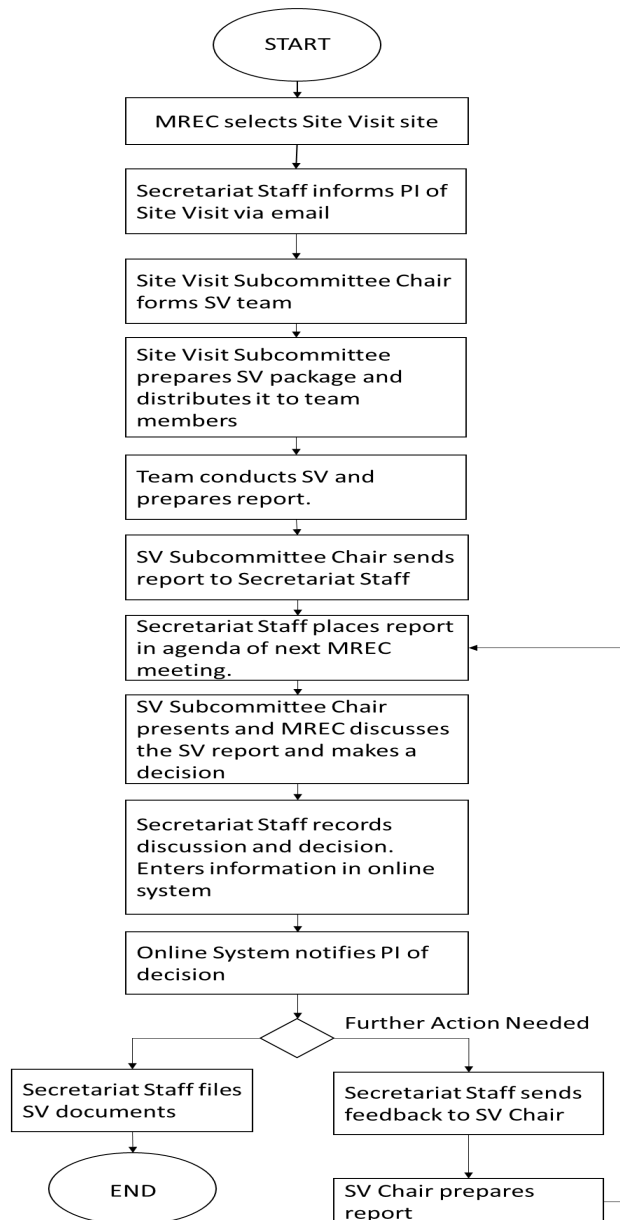 START
MREC selects Site Visit site
Secretariat Staff informs PI of
Site Visit via email
Site Visit Subcommittee Chair
forms SV team
Site Visit Subcommittee
prepares SV package and
distributes it to team
members
Team conducts SV and
prepares report.
SV Subcommittee Chair sends
report to Secretariat Staff
Secretariat Staff places report
in agenda of next MREC
meeting.
SV Subcommittee Chair
presents and MREC discusses
the SV report and makes a
decision
Secretariat Staff records
discussion and decision.
Enters information in online
system
Online System notifies PI of
decision
Further Action Needed
Secretariat Staff files
SV documents
Secretariat Staff sends
feedback to SV Chair
END
SV Chair prepares
report